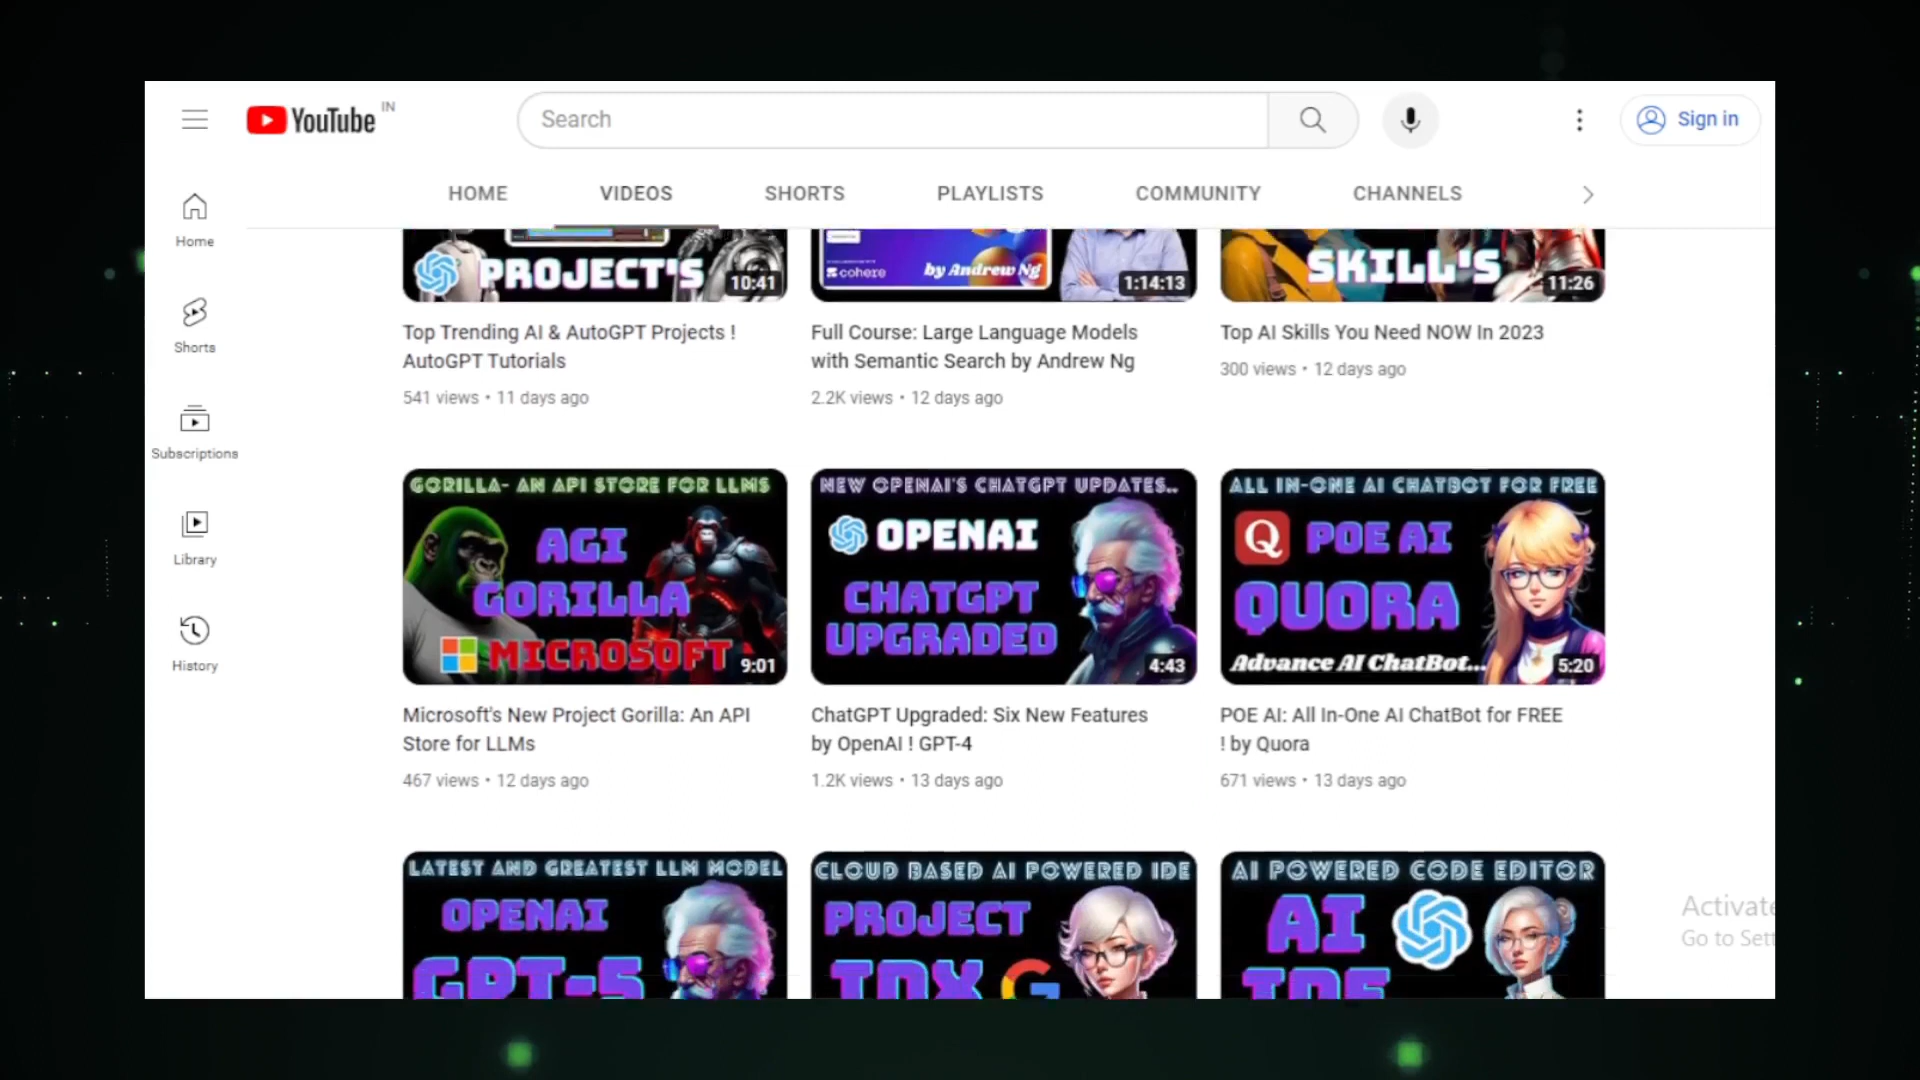 YouTube IN
Search
Sign in
HOME
VIDEOS
SHORTS
PLAYLISTS
COMMUNITY
CHANNELS
Home
Shorts
Subscriptions
Library
History
PROJECT'S
10:41
cohere
by Andrew Ng
1:14:13
SKILL'S
11:26
Top Trending AI & AutoGPT Projects !
AutoGPT Tutorials
541 views • 11 days ago
Full Course: Large Language Models
with Semantic Search by Andrew Ng
2.2K views • 12 days ago
Top AI Skills You Need NOW In 2023
300 views • 12 days ago
GORILLA- AN API STORE FOR LLMS
AGI
GORILLA
MICROSOFT
9:01
NEW OPENAI'S CHATGPT UPDATES..
OPENAI
CHATGPT
UPGRADED
4:43
ALL IN-ONE AI CHATBOT FOR FREE
Q POE AI
QUORA
Advance AI ChatBot...
5:20
Microsoft's New Project Gorilla: An API
Store for LLMs
467 views • 12 days ago
ChatGPT Upgraded: Six New Features
by OpenAI ! GPT-4
1.2K views • 13 days ago
POE AI: All In-One AI ChatBot for FREE
! by Quora
671 views • 13 days ago
LATEST AND GREATEST LLM MODEL
OPENAI
GPT-5
CLOUD BASED AI POWERED IDE
PROJECT
IDX G
AI POWERED CODE EDITOR
AI
IDE
Activate
Go to Sett